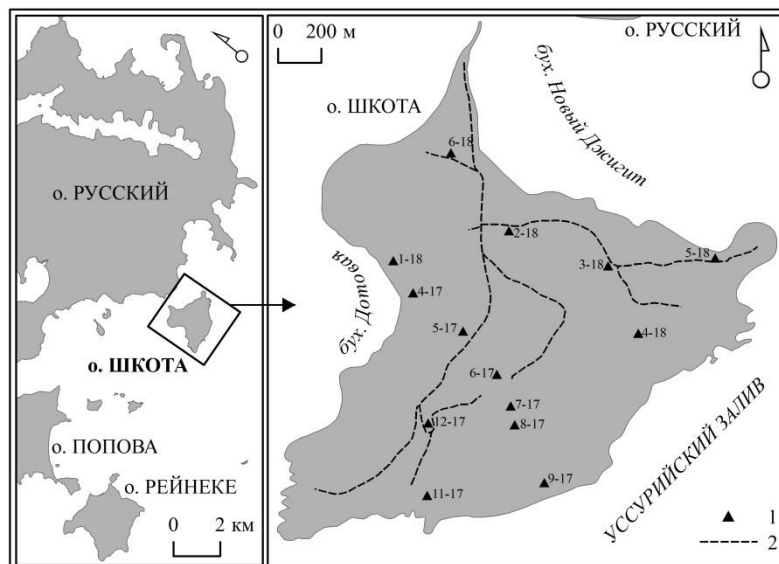 о. РУССКИЙ
о. ШКОТА
о. ПОПОВА
о. РЕЙНЕКЕ
0 2 км
0 200 м
о. РУССКИЙ
бух. Новый Джигит
о. ШКОТА
6-18
2-18
5-18
1-18
3-18
4-17
бух. Дотовая
5-17
4-18
6-17
7-17
12-17
8-17
9-17
11-17
УССУРИЙСКИЙ ЗАЛИВ
1
2